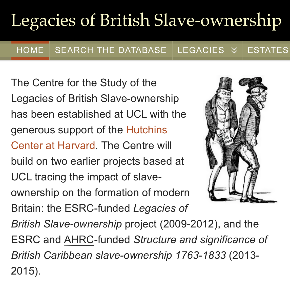 Legacies of British Slave-ownership
HOME SEARCH THE DATABASE LEGACIES ESTATES
The Centre for the Study of the
Legacies of British Slave-ownership
has been established at UCL with the
generous support of the Hutchins
Center at Harvard. The Centre will
build on two earlier projects based at
UCL tracing the impact of slave-
ownership on the formation of modern
Britain: the ESRC-funded Legacies of
British Slave-ownership project (2009-2012), and the
ESRC and AHRC-funded Structure and significance of
British Caribbean slave-ownership 1763-1833 (2013-
2015).